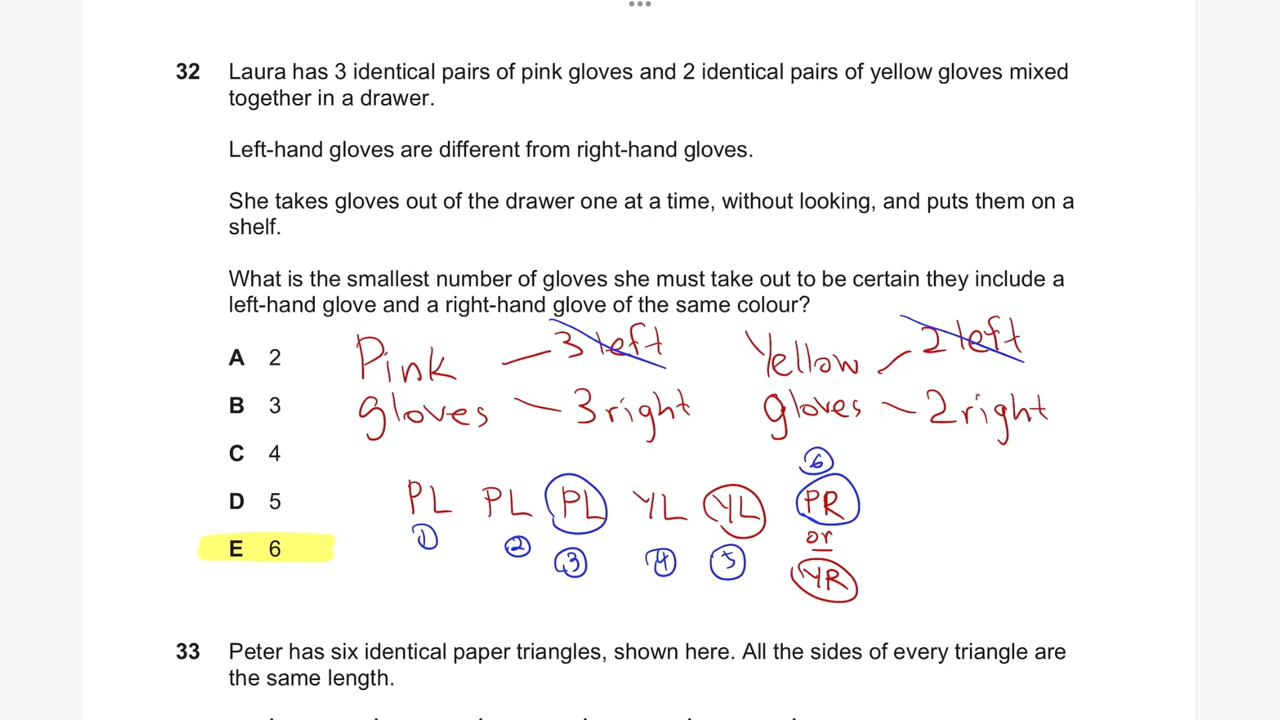 32 Laura has 3 identical pairs of pink gloves and 2 identical pairs of yellow gloves mixed
together in a drawer.
Left-hand gloves are different from right-hand gloves.
She takes gloves out of the drawer one at a time, without looking, and puts them on a
shelf.
What is the smallest number of gloves she must take out to be certain they include a
left-hand glove and a right-hand glove of the same colour?
A 2
B 3
C 4
D 5
E 6
Pink — 3 left
gloves — 3 right
Yellow — 2 left
gloves — 2 right
6
PL PL PL YL YL PR
1 2 3 4 5 or
YR
33 Peter has six identical paper triangles, shown here. All the sides of every triangle are
the same length.